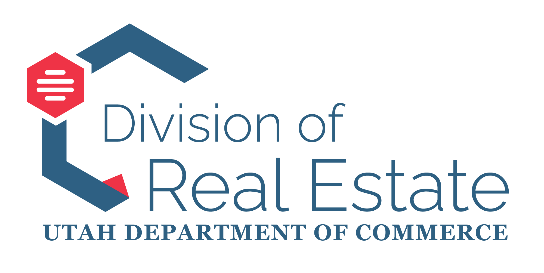 Division of
Real Estate
UTAH DEPARTMENT OF COMMERCE